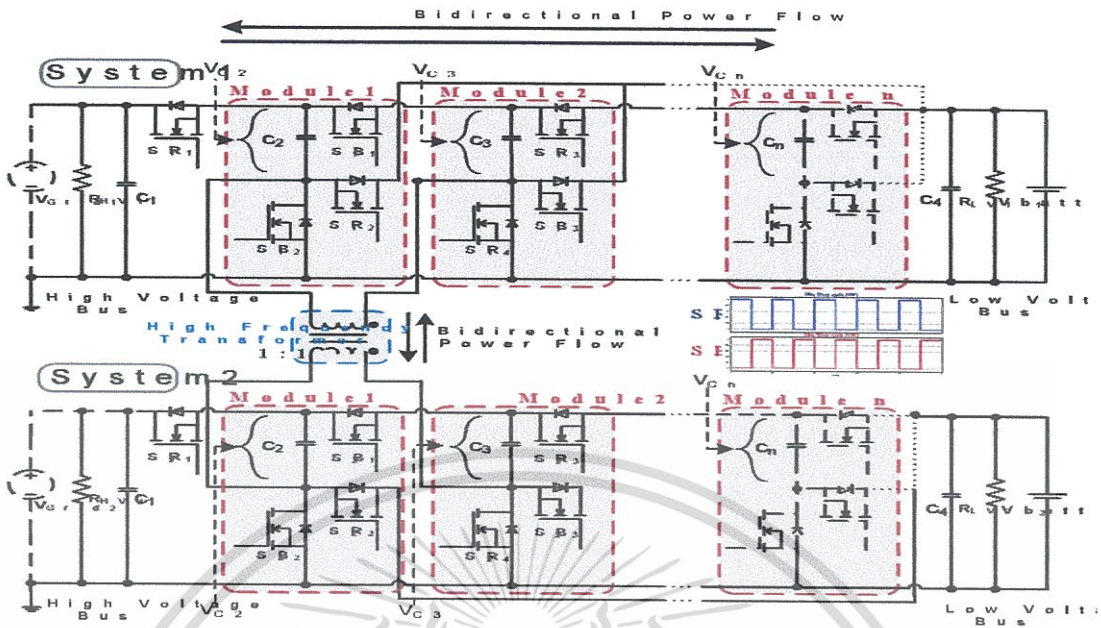 Bidirectional Power Flow
System 1
VC2
VC3
VCn
Module1
Module2
Module n
C2
SB1
C3
SR3
Cn
SR1
C1
SR2
SB3
SB2
SR4
C4
High Voltage
Bus
Low Volt
Bus
High Frequency
Transformer
1:1
Bidirectional
Power Flow
System 2
VCn
Module1
Module2
Module n
C2
SB1
C3
SR3
Cn
SR1
C1
SR2
SB3
SB2
SR4
C4
High Voltage
Bus
VC2
VC3
Low Volta
Bus